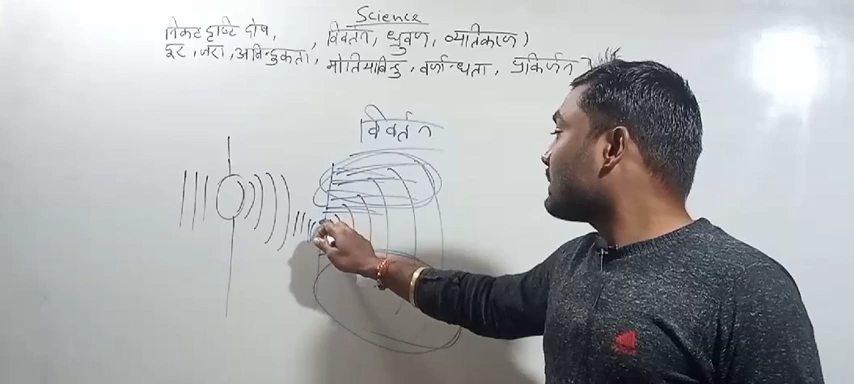 Science
निकट दृष्टि दोष, , विवर्तन, ध्रुवण, व्यतिकरण)
दूर, जरा, अबिन्दुकता, मोतियाबिन्द, वर्णान्धता, प्रकिर्णन
विवर्तन